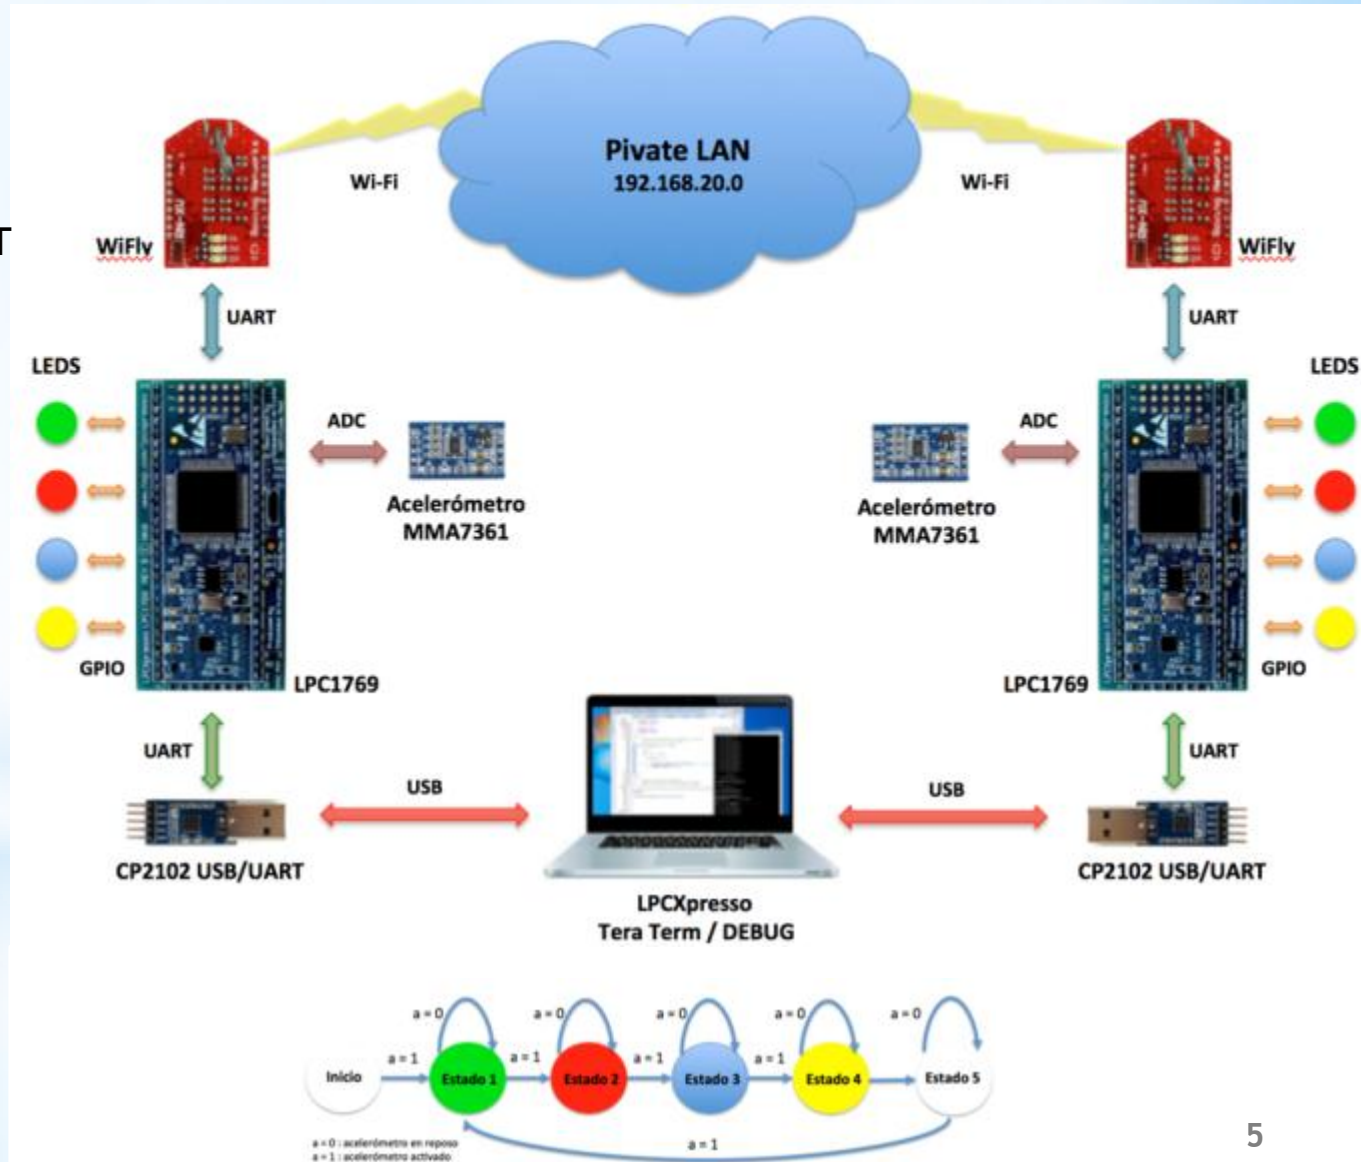 Pivate LAN
192.168.20.0
Wi-Fi
Wi-Fi
T
WiFly
WiFly
UART
UART
LEDS
LEDS
ADC
ADC
Acelerómetro
MMA7361
Acelerómetro
MMA7361
GPIO
GPIO
LPC1769
LPC1769
UART
UART
USB
USB
CP2102 USB/UART
CP2102 USB/UART
LPCXpresso
Tera Term / DEBUG
a = 0
a = 0
a = 0
a = 0
a = 0
a = 1
a = 1
a = 1
a = 1
Inicio
Estado 1
Estado 2
Estado 3
Estado 4
Estado 5
a = 1
a = 0 : acelerómetro en reposo
a = 1 : acelerómetro activado
5